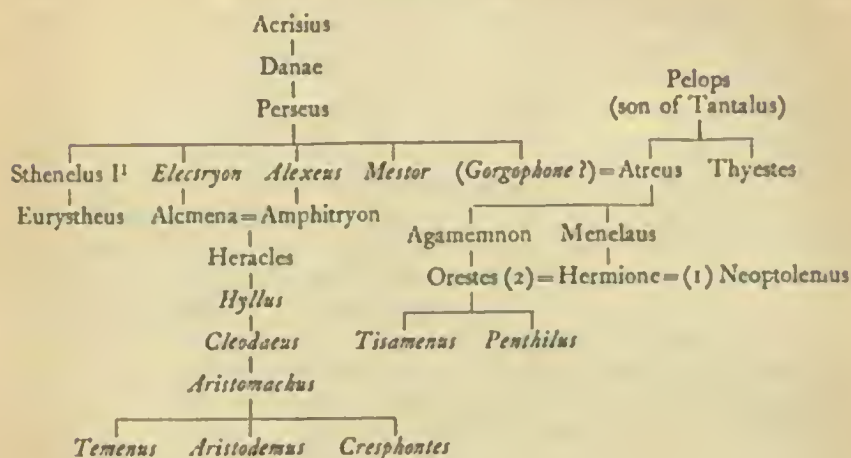 Acrisius
Danae
Perseus
Pelops
(son of Tantalus)
Sthenelus I¹ Electryon Alexeus Mestor (Gorgophone?) = Atreus Thyestes
Eurystheus Alcmena = Amphitryon
Agamemnon Menelaus
Heracles
Orestes (2) = Hermione = (1) Neoptolemus
Hyllus
Cleodaeus
Tisamenus Penthilus
Aristomachus
Temenus Aristodemus Cresphontes